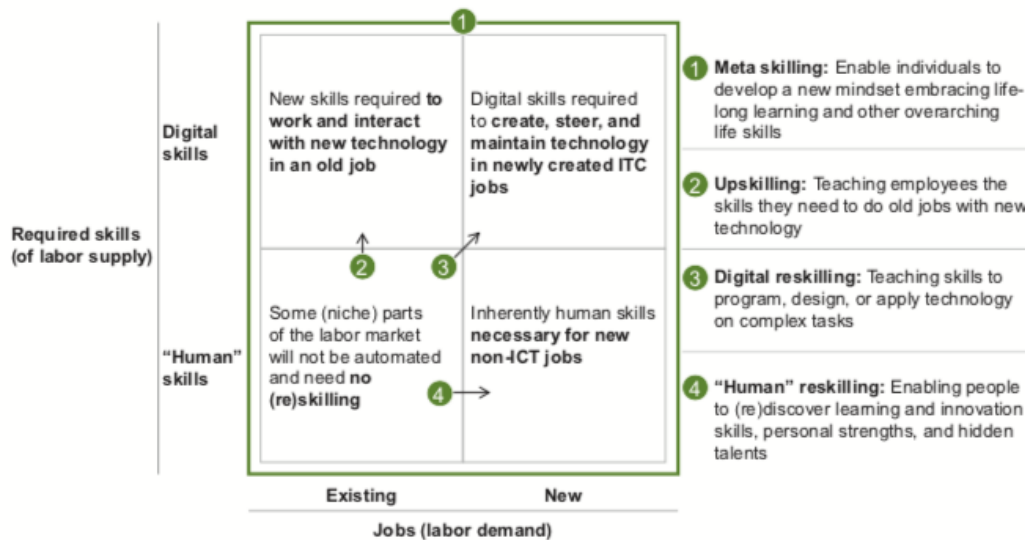 1
Digital
skills
New skills required to
work and interact
with new technology
in an old job
Digital skills required
to create, steer, and
maintain technology
in newly created ITC
jobs
Required skills
(of labor supply)
2
3
"Human"
skills
Some (niche) parts
of the labor market
will not be automated
and need no
(re)skilling
Inherently human skills
necessary for new
non-ICT jobs
4
Existing
New
Jobs (labor demand)
1 Meta skilling: Enable individuals to
develop a new mindset embracing life-
long learning and other overarching
life skills
2 Upskilling: Teaching employees the
skills they need to do old jobs with new
technology
3 Digital reskilling: Teaching skills to
program, design, or apply technology
on complex tasks
4 "Human" reskilling: Enabling people
to (re)discover learning and innovation
skills, personal strengths, and hidden
talents